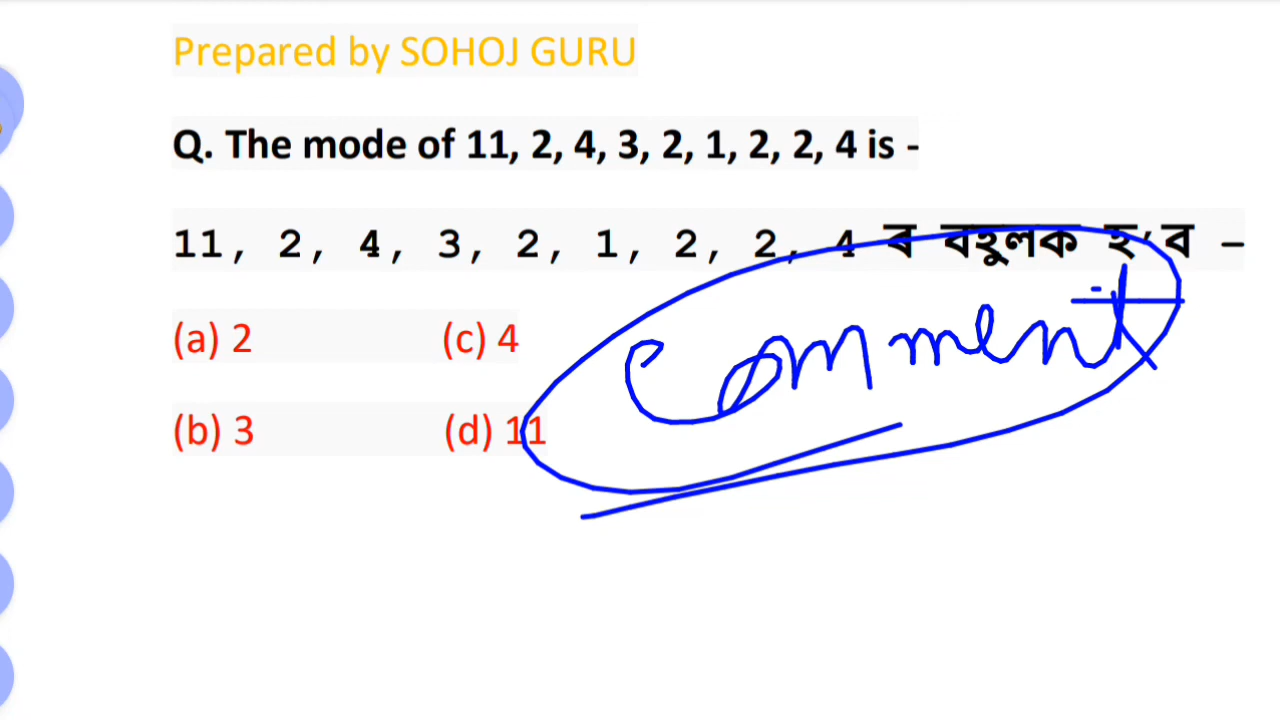 Prepared by SOHOJ GURU
Q. The mode of 11, 2, 4, 3, 2, 1, 2, 2, 4 is -
11, 2, 4, 3, 2, 1, 2, 2, 4 ৰ বহুলক হ'ব –
(a) 2 (c) 4
comment
(b) 3 (d) 11